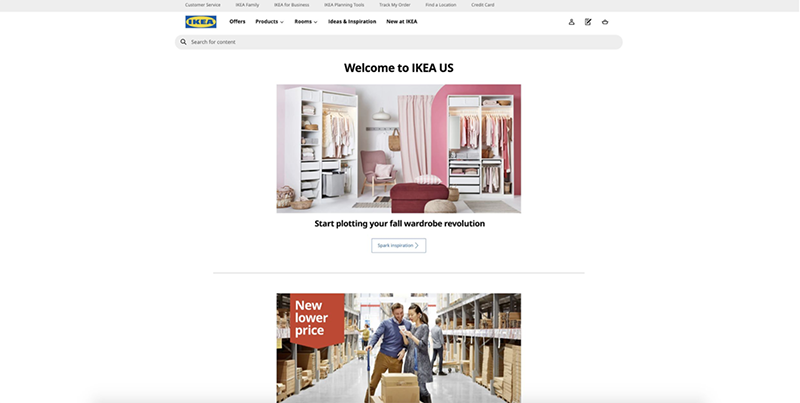 Customer Service IKEA Family IKEA for Business IKEA Planning Tools Track My Order Find a Location Credit Card
IKEA Offers Products Rooms Ideas & Inspiration New at IKEA
Search for content
Welcome to IKEA US
Start plotting your fall wardrobe revolution
Spark inspiration
New
lower
price